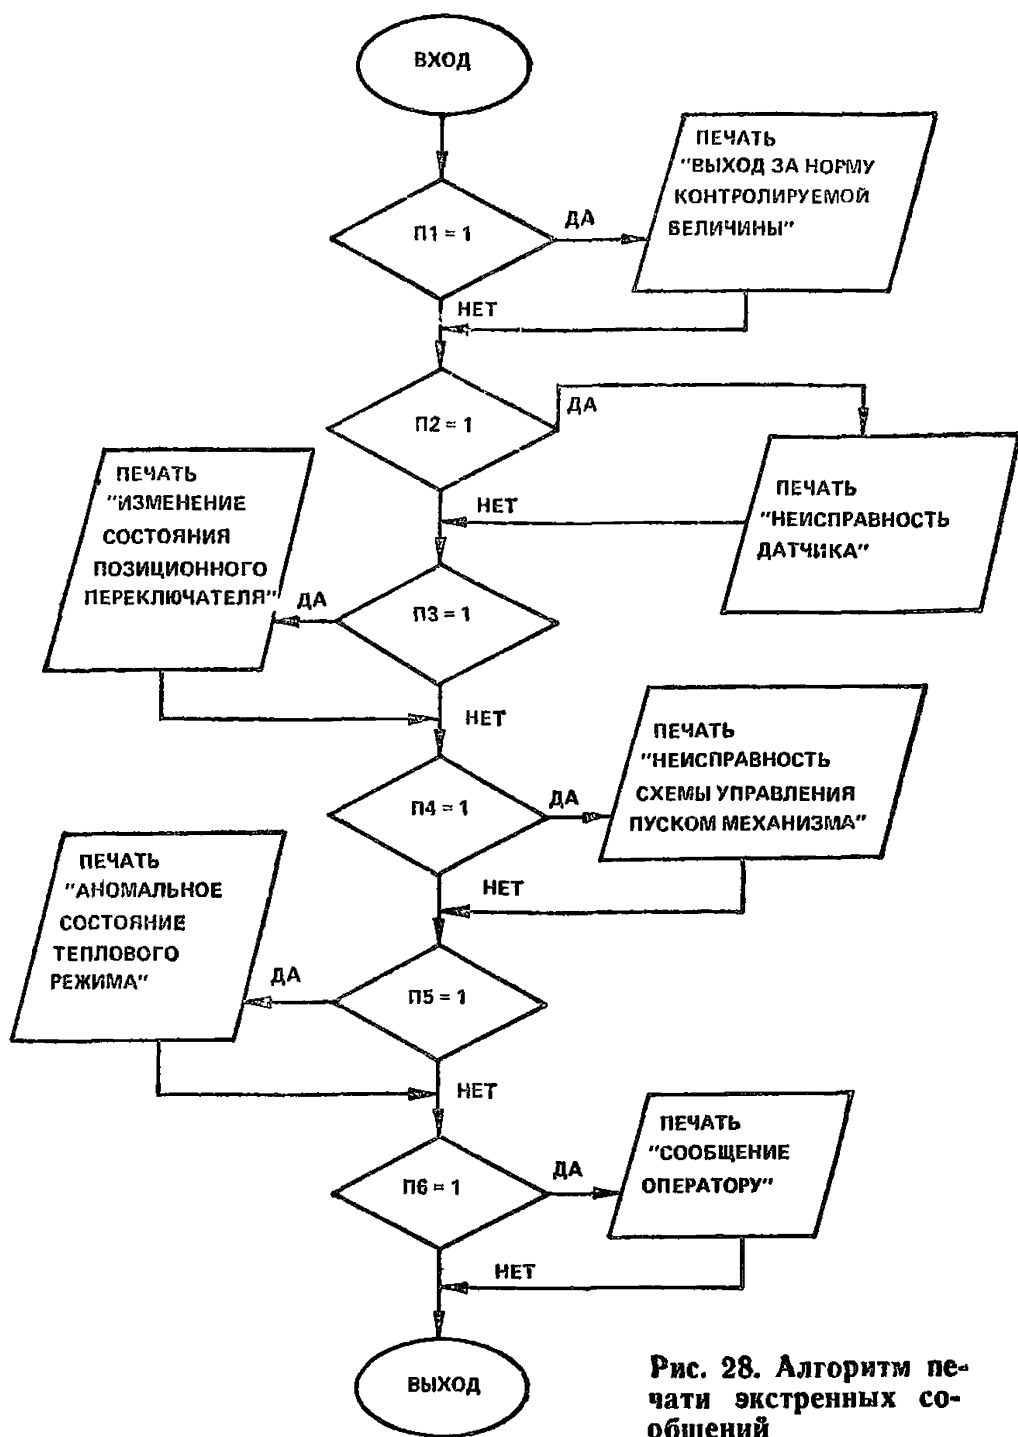 ВХОД
П1 = 1
ДА
ПЕЧАТЬ
"ВЫХОД ЗА НОРМУ
КОНТРОЛИРУЕМОЙ
ВЕЛИЧИНЫ"
НЕТ
П2 = 1
ДА
ПЕЧАТЬ
"НЕИСПРАВНОСТЬ
ДАТЧИКА"
НЕТ
П3 = 1
ДА
ПЕЧАТЬ
"ИЗМЕНЕНИЕ
СОСТОЯНИЯ
ПОЗИЦИОННОГО
ПЕРЕКЛЮЧАТЕЛЯ"
НЕТ
П4 = 1
ДА
ПЕЧАТЬ
"НЕИСПРАВНОСТЬ
СХЕМЫ УПРАВЛЕНИЯ
ПУСКОМ МЕХАНИЗМА"
НЕТ
П5 = 1
ДА
ПЕЧАТЬ
"АНОМАЛЬНОЕ
СОСТОЯНИЕ
ТЕПЛОВОГО
РЕЖИМА"
НЕТ
П6 = 1
ДА
ПЕЧАТЬ
"СООБЩЕНИЕ
ОПЕРАТОРУ"
НЕТ
ВЫХОД
Рис. 28. Алгоритм пе-
чати экстренных со-
общений